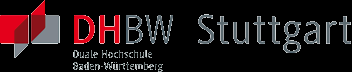 DHBW Stuttgart
Duale Hochschule
Baden-Württemberg